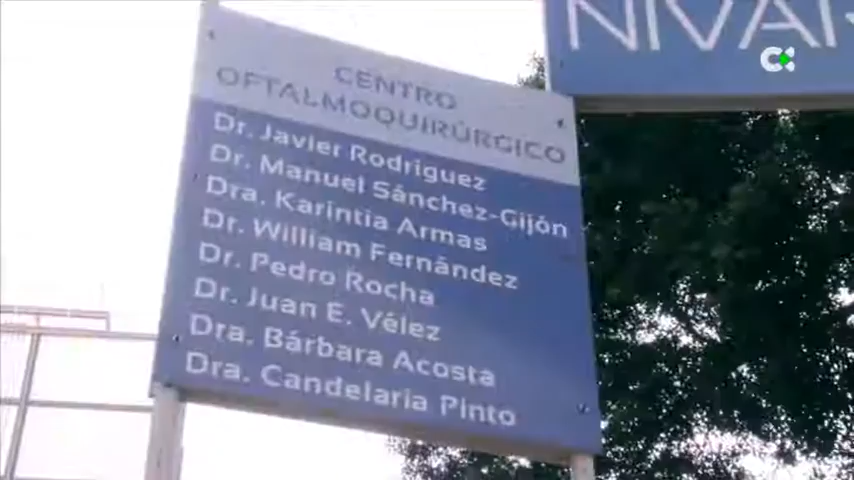 CENTRO
OFTALMOQUIRÚRGICO
Dr. Javier Rodríguez
Dr. Manuel Sánchez-Gijón
Dra. Karintia Armas
Dr. William Fernández
Dr. Pedro Rocha
Dr. Juan E. Vélez
Dra. Bárbara Acosta
Dra. Candelaria Pinto